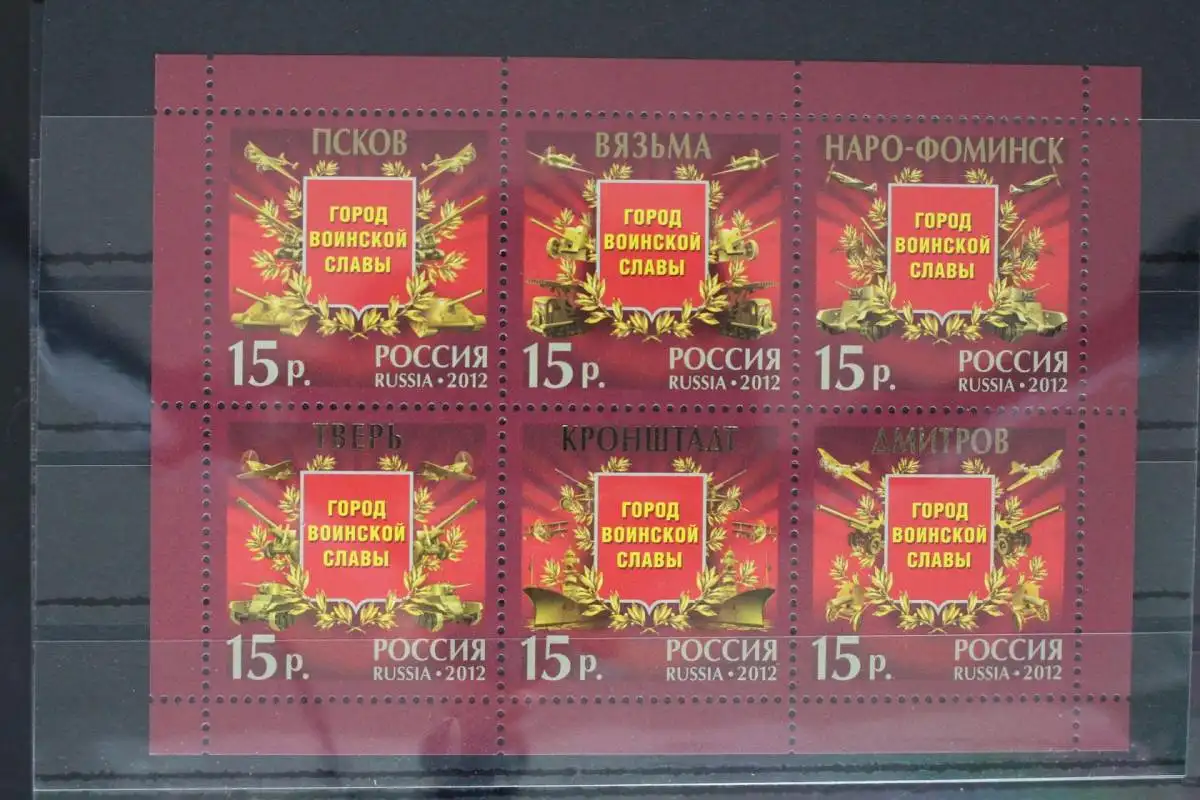 ПСКОВ
ГОРОД
ВОИНСКОЙ
СЛАВЫ
15 р.
РОССИЯ
RUSSIA • 2012
ВЯЗЬМА
ГОРОД
ВОИНСКОЙ
СЛАВЫ
15 р.
РОССИЯ
RUSSIA • 2012
НАРО-ФОМИНСК
ГОРОД
ВОИНСКОЙ
СЛАВЫ
15 р.
РОССИЯ
RUSSIA • 2012
ТВЕРЬ
ГОРОД
ВОИНСКОЙ
СЛАВЫ
15 р.
РОССИЯ
RUSSIA • 2012
КРОНШТАДТ
ГОРОД
ВОИНСКОЙ
СЛАВЫ
15 р.
РОССИЯ
RUSSIA • 2012
ДМИТРОВ
ГОРОД
ВОИНСКОЙ
СЛАВЫ
15 р.
РОССИЯ
RUSSIA • 2012